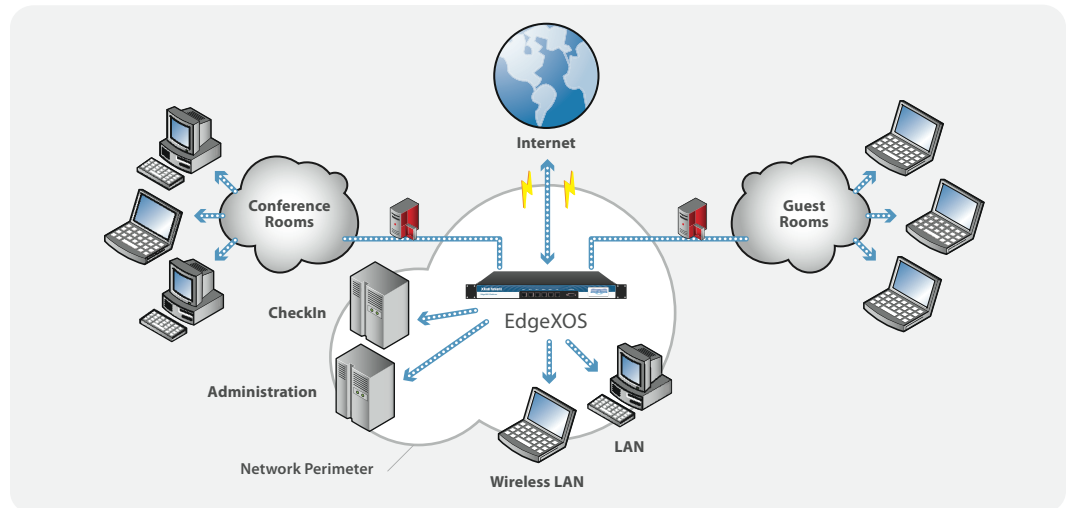 Internet
Conference
Rooms
Guest
Rooms
CheckIn
EdgeXOS
Administration
LAN
Network Perimeter
Wireless LAN